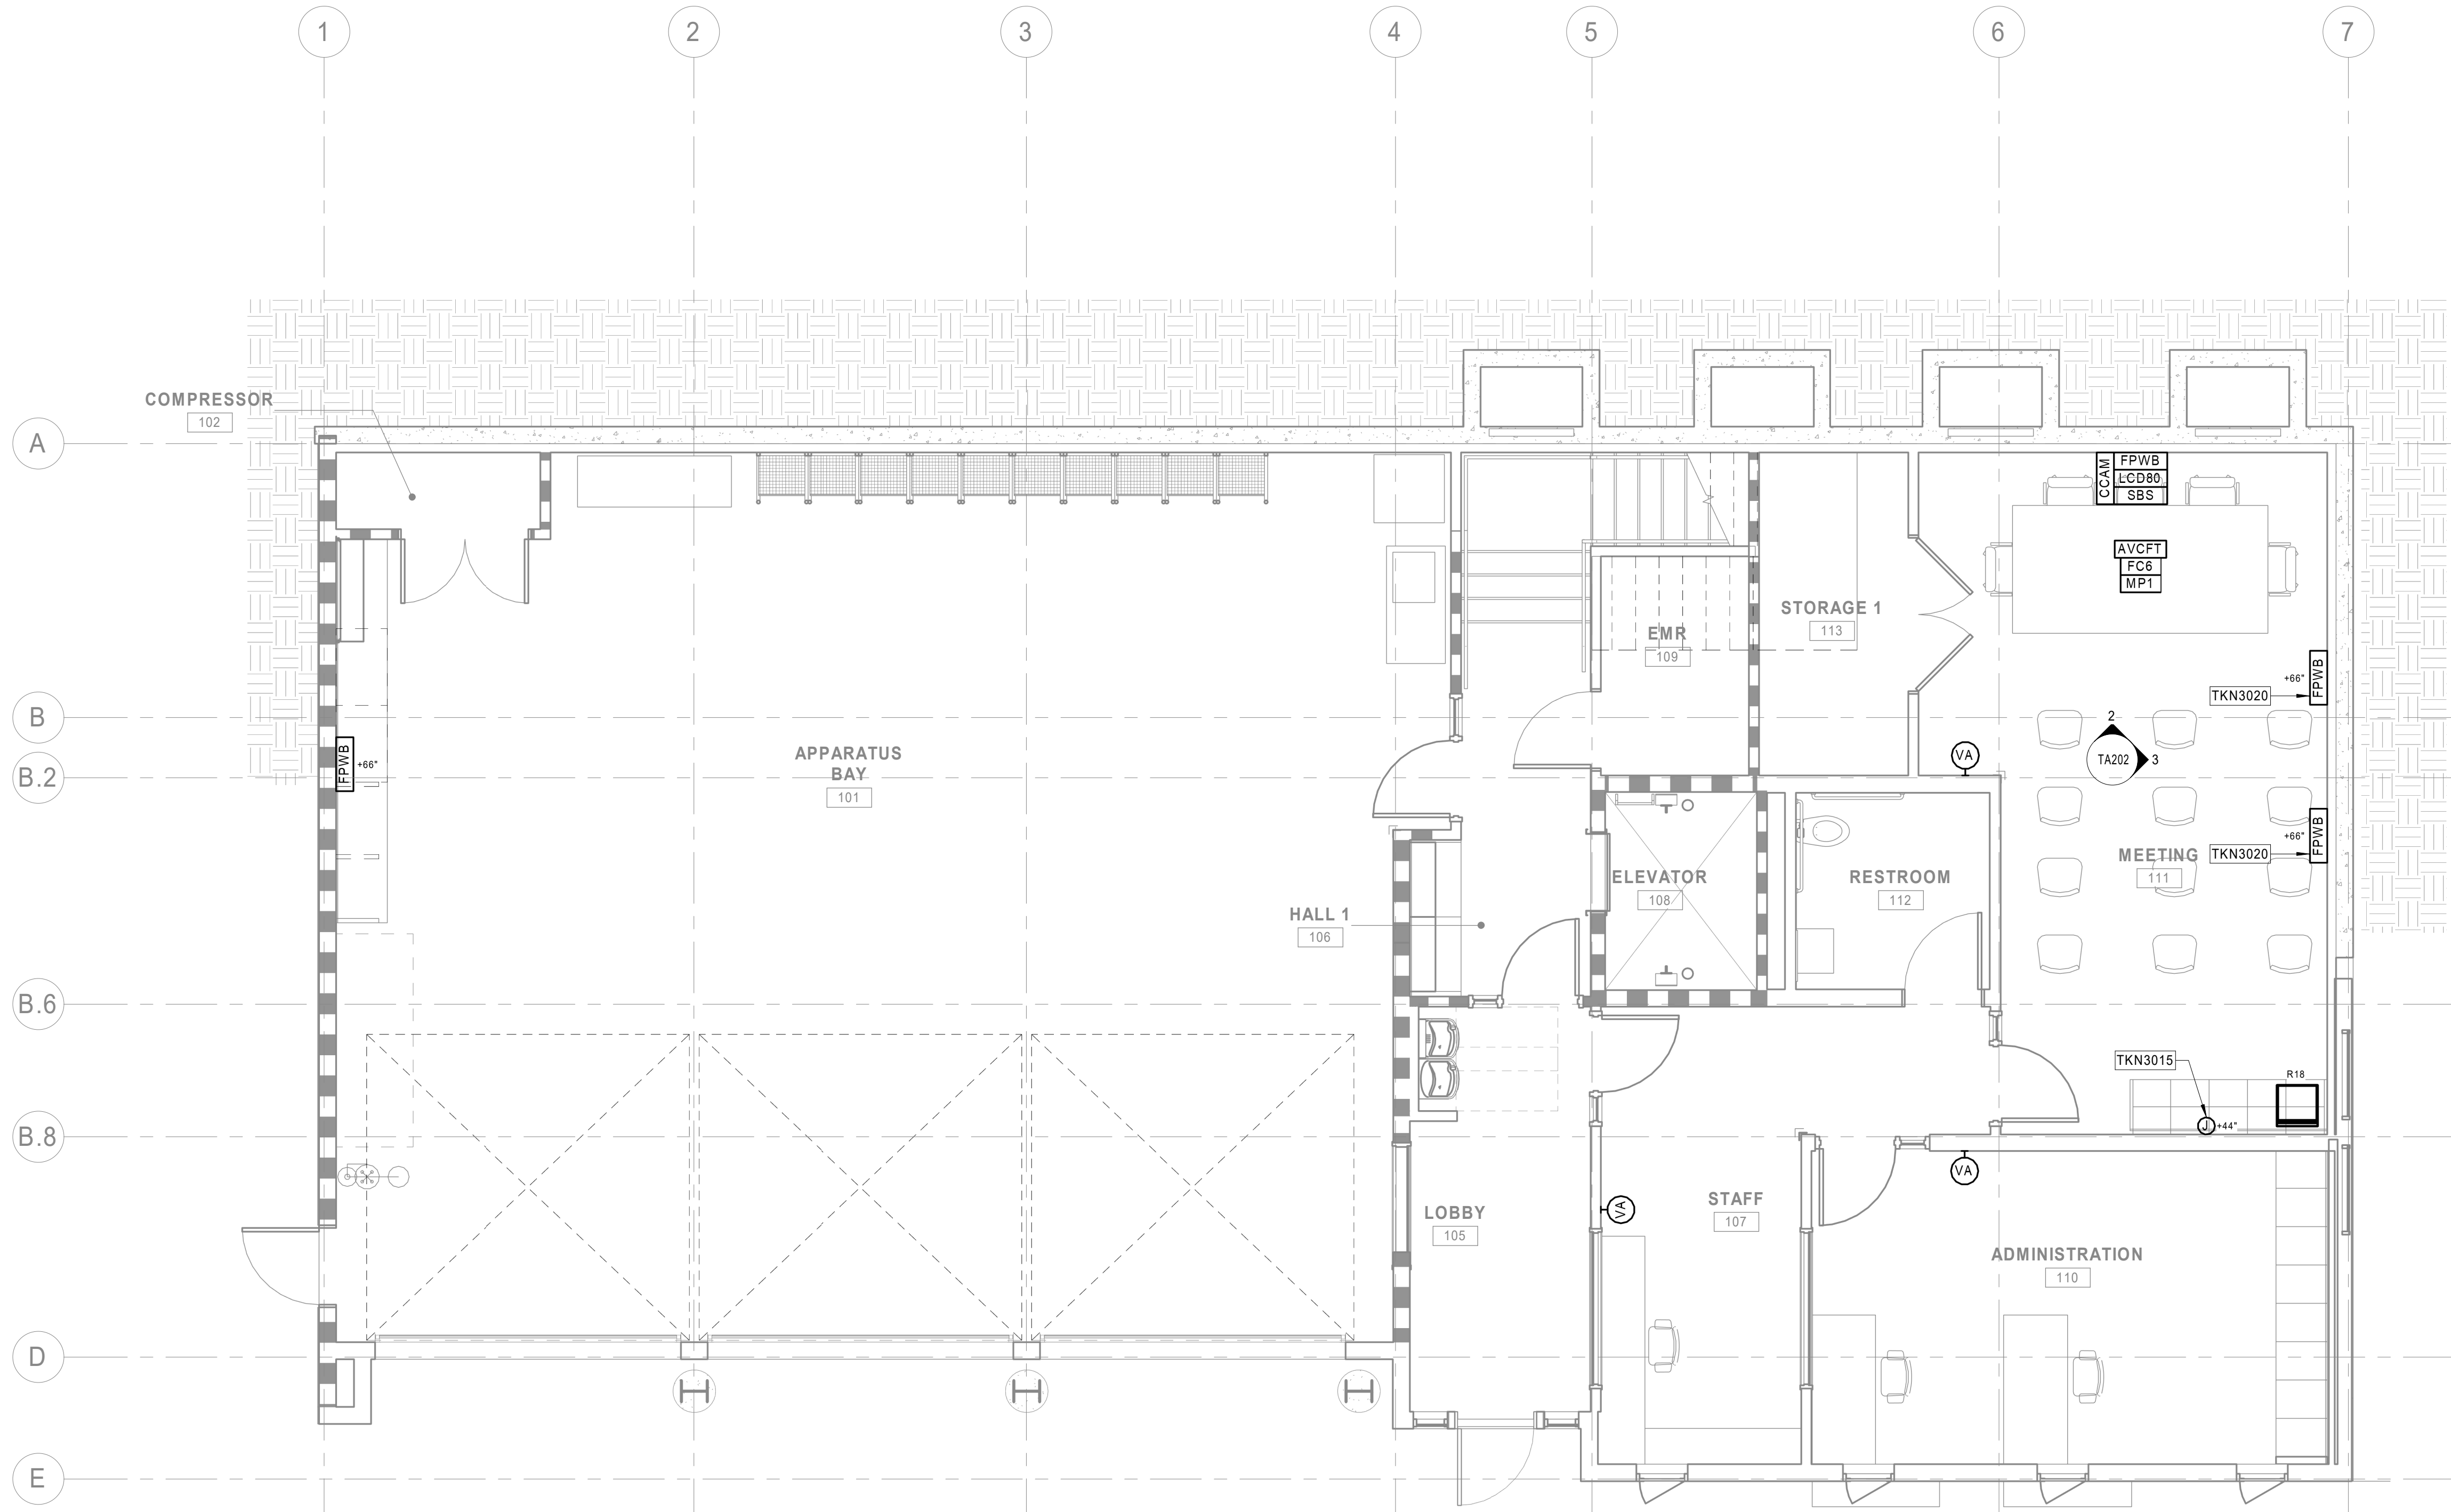 1
2
3
4
5
6
7
COMPRESSOR
102
A
CCAM
FPWB
LCD80
SBS
AVCFT
FC6
MP1
STORAGE 1
113
EMR
109
FPWB
+66"
TKN3020
B
2
TA202
3
VA
APPARATUS
BAY
101
FPWB
+66"
B.2
FPWB
+66"
TKN3020
MEETING
111
ELEVATOR
108
RESTROOM
112
HALL 1
106
B.6
TKN3015
R18
J
+44"
B.8
VA
VA
STAFF
107
LOBBY
105
ADMINISTRATION
110
D
E